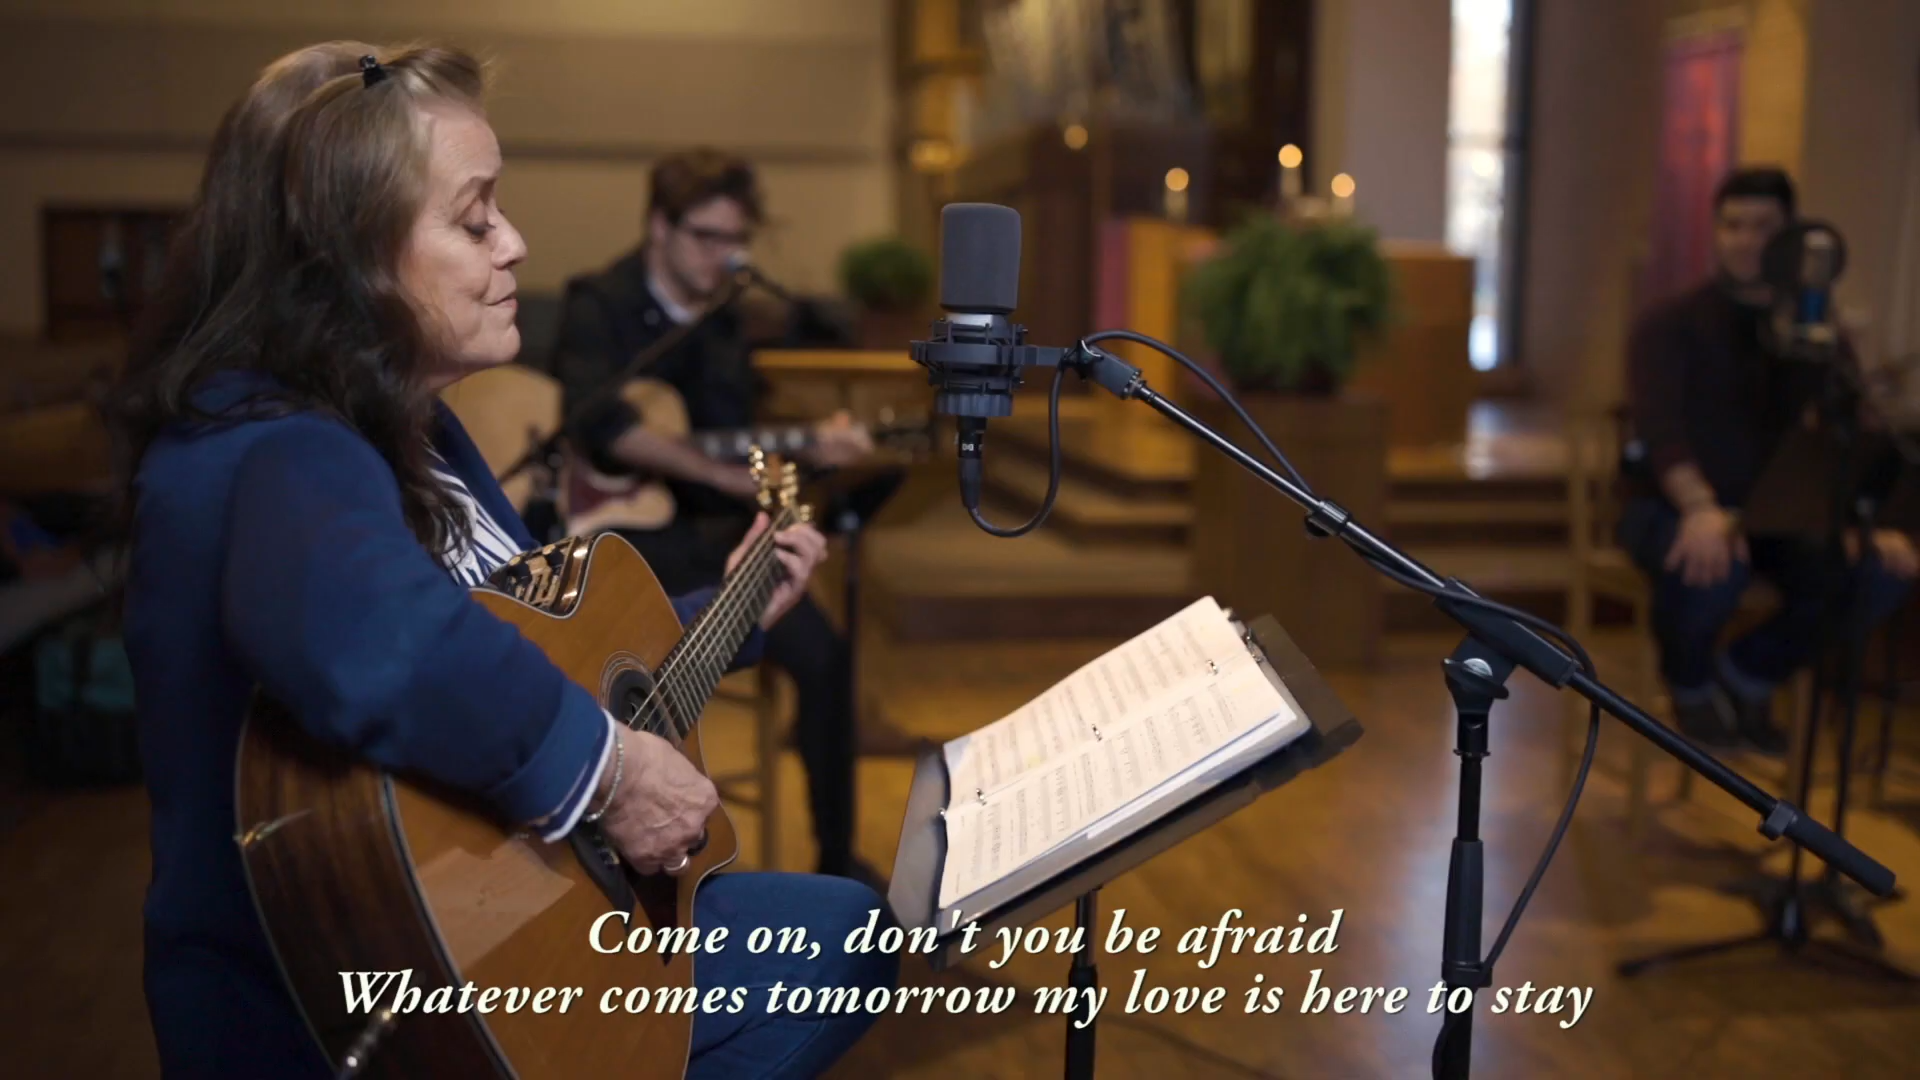 Come on, don't you be afraid
Whatever comes tomorrow my love is here to stay